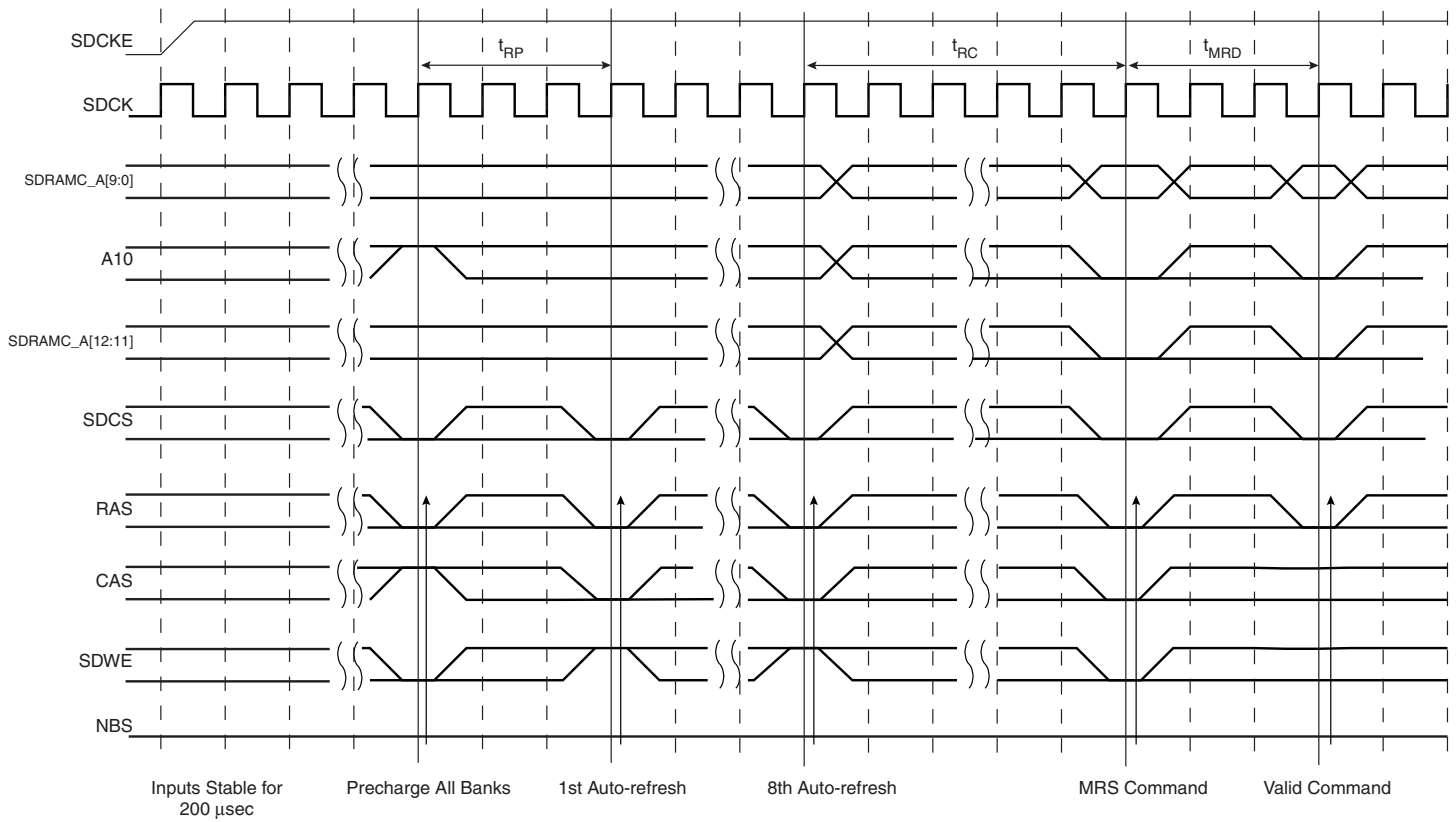 SDCKE
tRP
tRC
tMRD
SDCK
SDRAMC_A[9:0]
A10
SDRAMC_A[12:11]
SDCS
RAS
CAS
SDWE
NBS
Inputs Stable for
200 μsec
Precharge All Banks
1st Auto-refresh
8th Auto-refresh
MRS Command
Valid Command